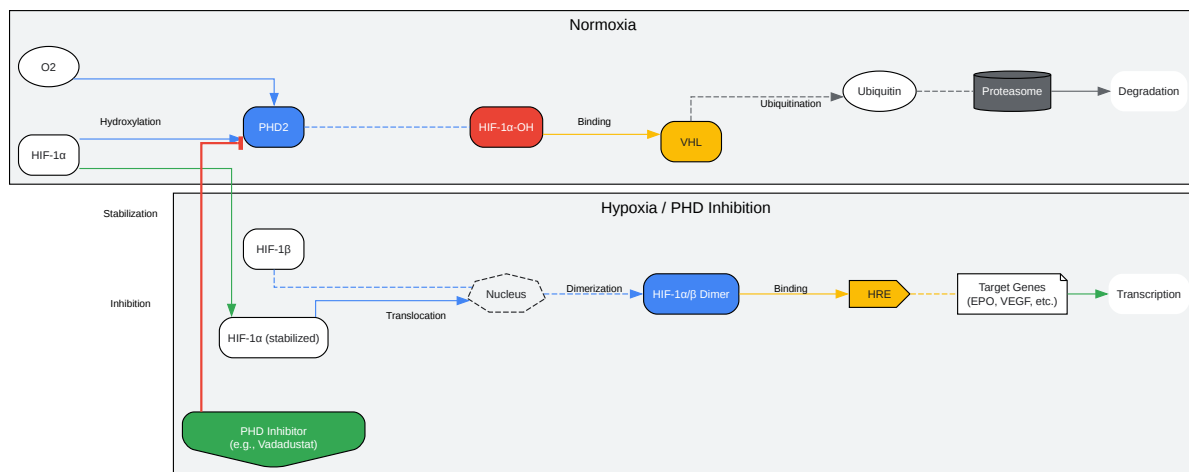 Normoxia
O2
Ubiquitin
Proteasome
Degradation
Ubiquitination
Hydroxylation
PHD2
HIF-1α-OH
Binding
VHL
HIF-1α
Hypoxia / PHD Inhibition
Stabilization
HIF-1β
Nucleus
Dimerization
HIF-1α/β Dimer
Binding
HRE
Target Genes
(EPO, VEGF, etc.)
Transcription
Inhibition
Translocation
HIF-1α (stabilized)
PHD Inhibitor
(e.g., Vadadustat)